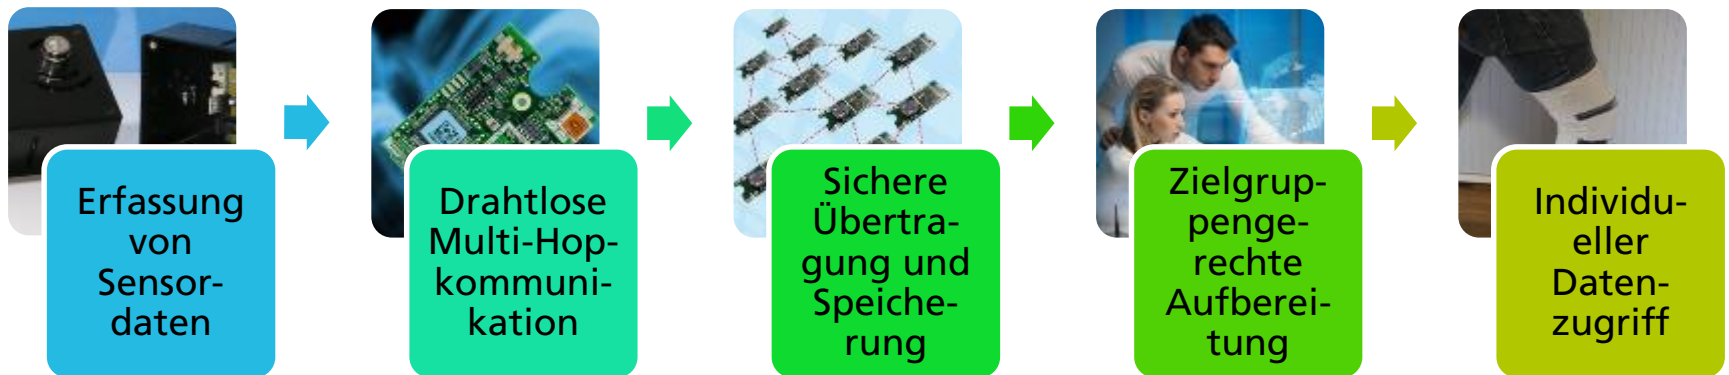 Erfassung
von
Sensor-
daten
Drahtlose
Multi-Hop-
kommuni-
kation
Sichere
Übertra-
gung und
Speiche-
rung
Zielgrup-
penge-
rechte
Aufberei-
tung
Individu-
eller
Daten-
zugriff